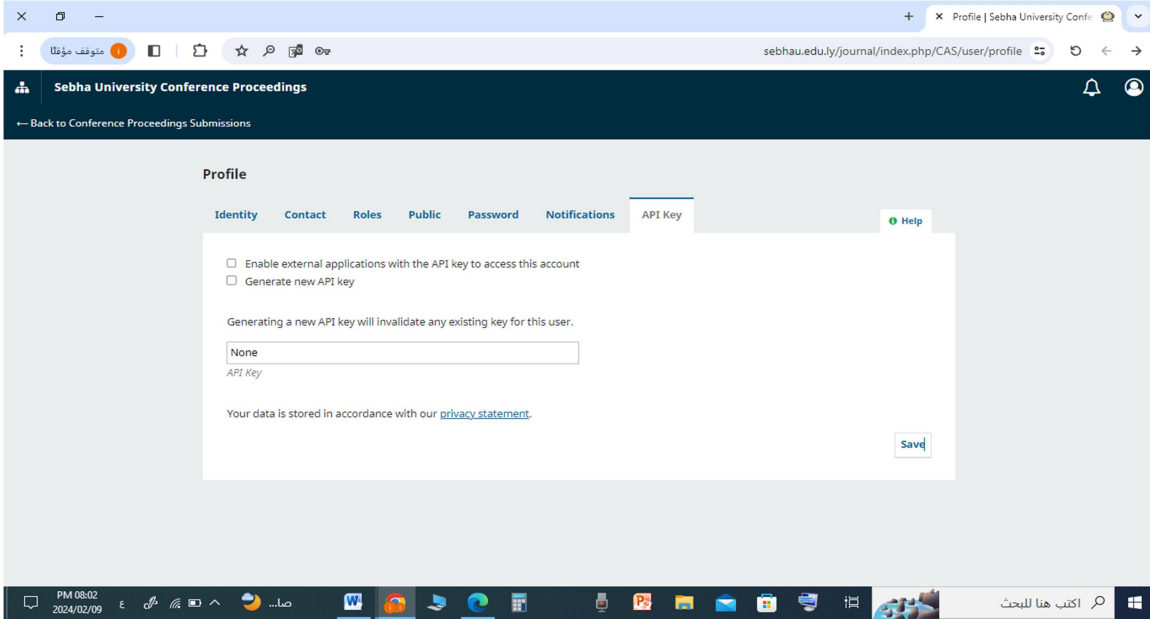 Profile | Sebha University Confe
sebhau.edu.ly/journal/index.php/CAS/user/profile
متوقف مؤقتًا
Sebha University Conference Proceedings
← Back to Conference Proceedings Submissions
Profile
Identity Contact Roles Public Password Notifications API Key
Help
Enable external applications with the API key to access this account
Generate new API key
Generating a new API key will invalidate any existing key for this user.
None
API Key
Your data is stored in accordance with our privacy statement.
Save
PM 08:02
2024/02/09
ع
صا...
اكتب هنا للبحث